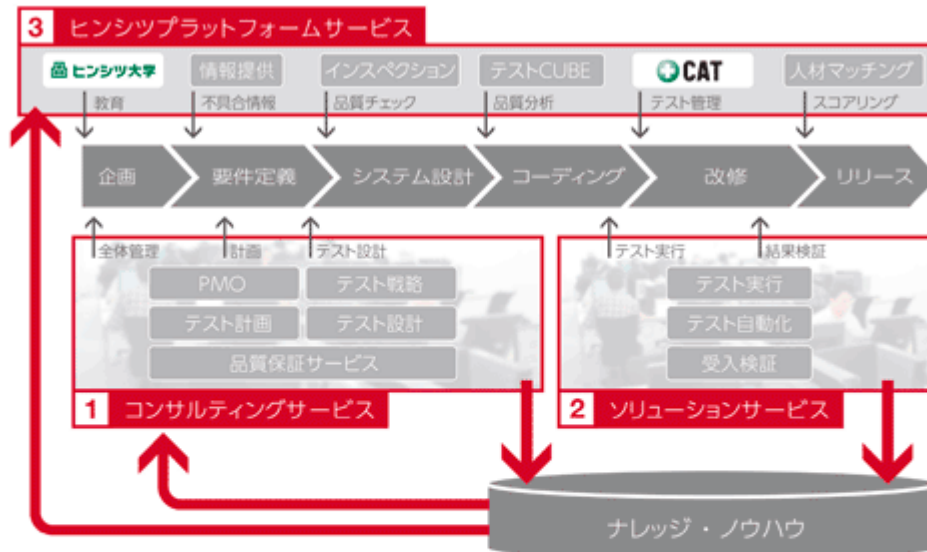 3 ヒンシツプラットフォームサービス
ヒンシツ大学 情報提供 インスペクション テストCUBE CAT 人材マッチング
教育 不具合情報 品質チェック 品質分析 テスト管理 スコアリング
企画 要件定義 システム設計 コーディング 改修 リリース
全体管理 計画 テスト設計 テスト実行 結果検証
PMO テスト戦略 テスト実行
テスト計画 テスト設計 テスト自動化
品質保証サービス 受入検証
1 コンサルティングサービス 2 ソリューションサービス
ナレッジ・ノウハウ